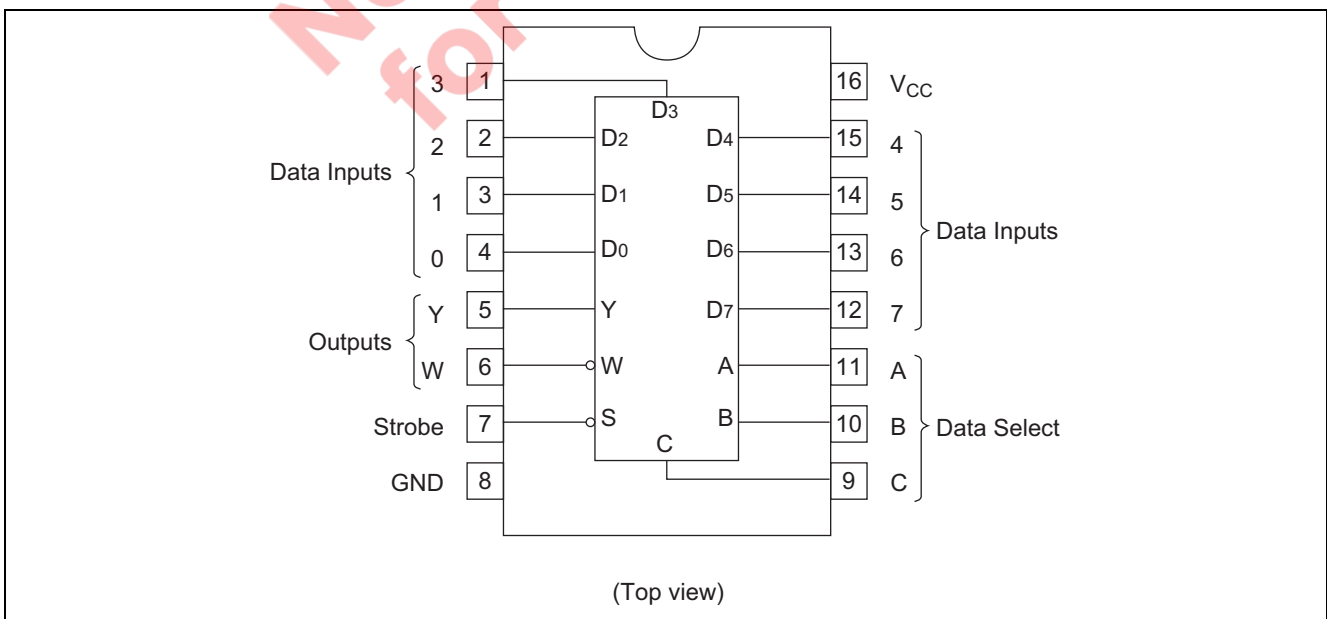 3 1 D3 16 VCC
2 2 D2 D4 15 4
Data Inputs
1 3 D1 D5 14 5
Data Inputs
0 4 D0 D6 13 6
Y 5 Y D7 12 7
Outputs
W 6 W A 11 A
Strobe 7 S B 10 B Data Select
GND 8 C 9 C
(Top view)
for